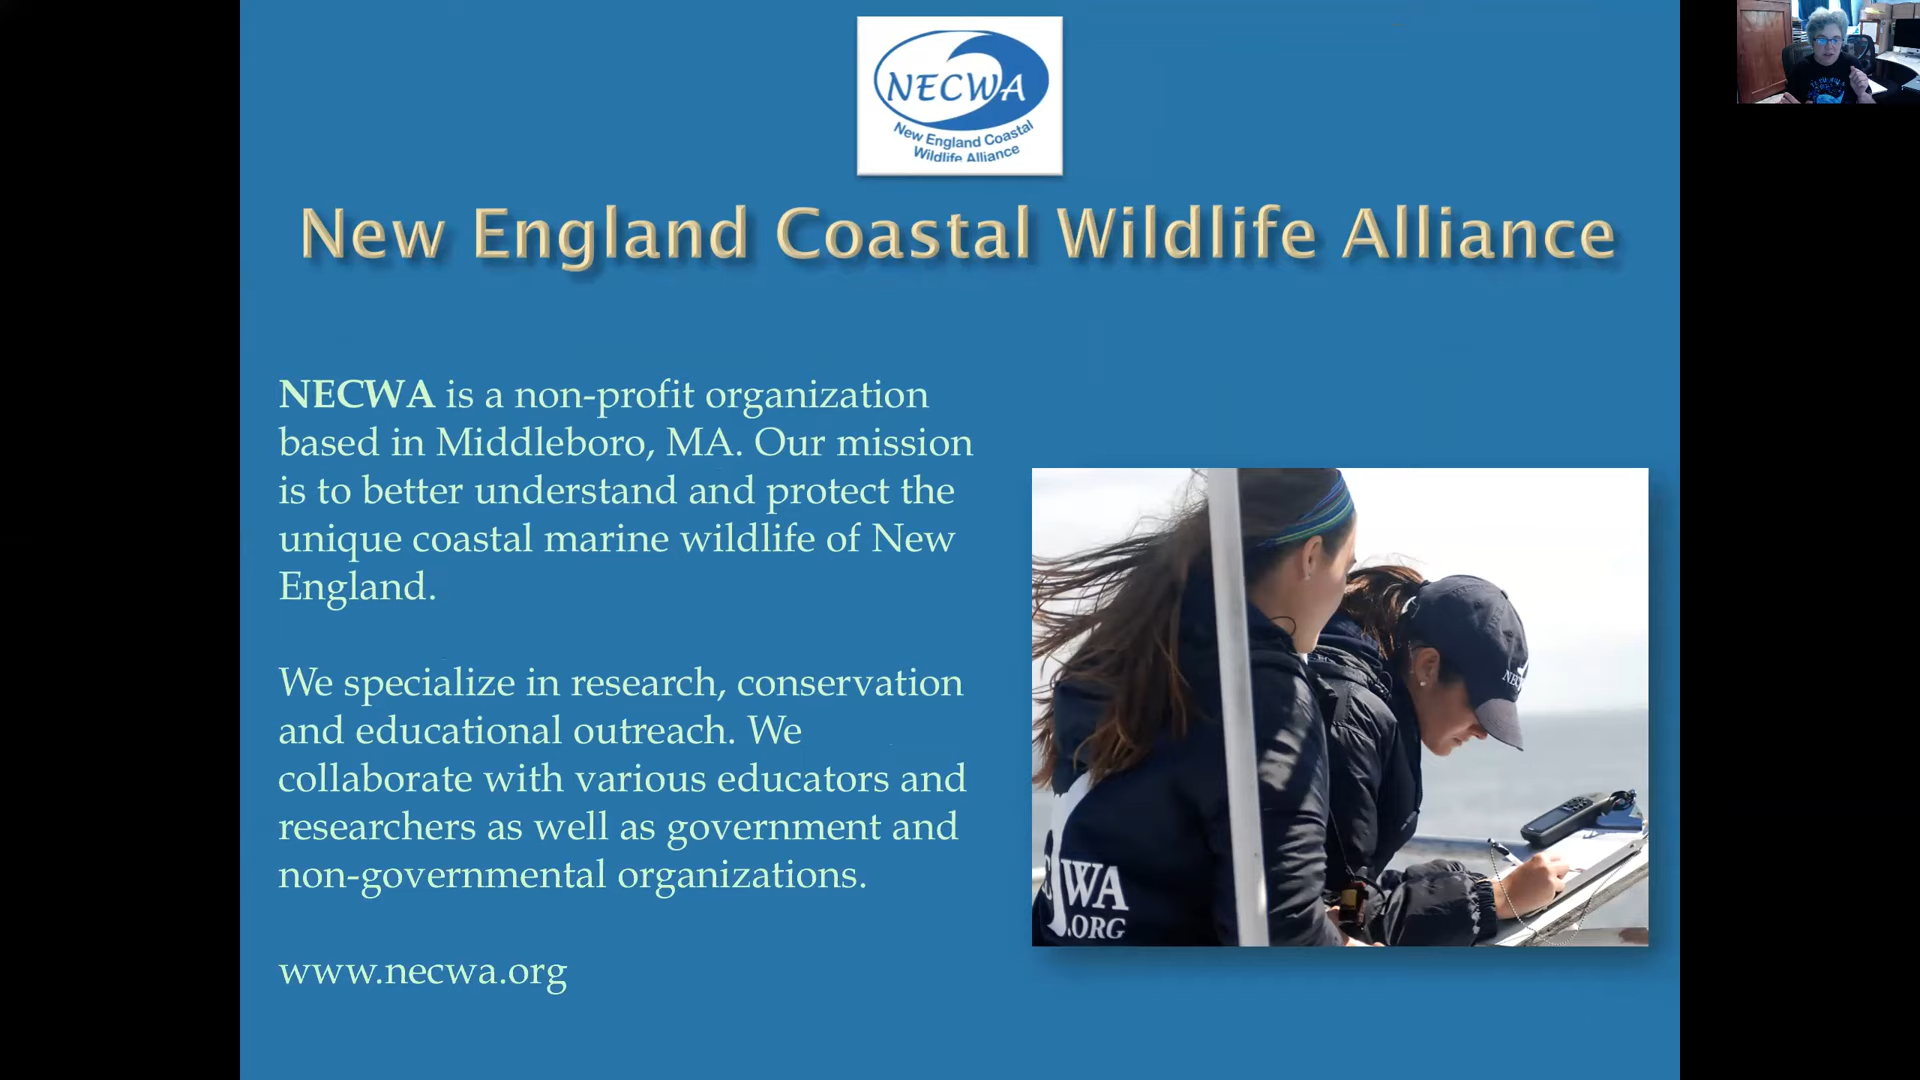 NECWA
New England Coastal
Wildlife Alliance
New England Coastal Wildlife Alliance
NECWA is a non-profit organization
based in Middleboro, MA. Our mission
is to better understand and protect the
unique coastal marine wildlife of New
England.
We specialize in research, conservation
and educational outreach. We
collaborate with various educators and
researchers as well as government and
non-governmental organizations.
www.necwa.org
WA
.ORG